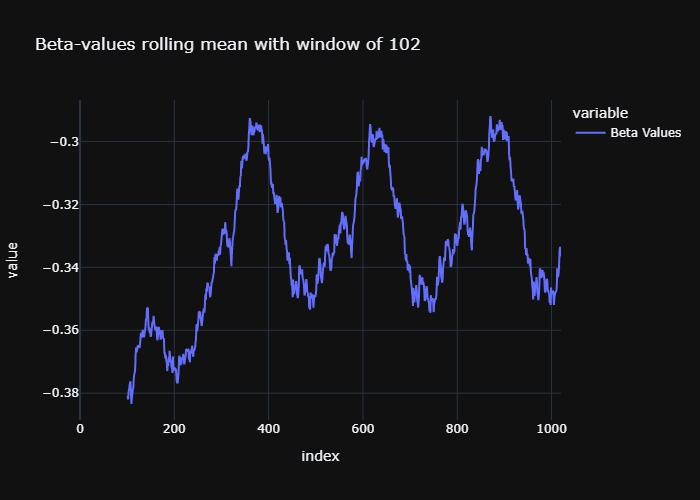 Beta-values rolling mean with window of 102
variable
Beta Values
−0.3
−0.32
−0.34
−0.36
−0.38
value
0
200
400
600
800
1000
index